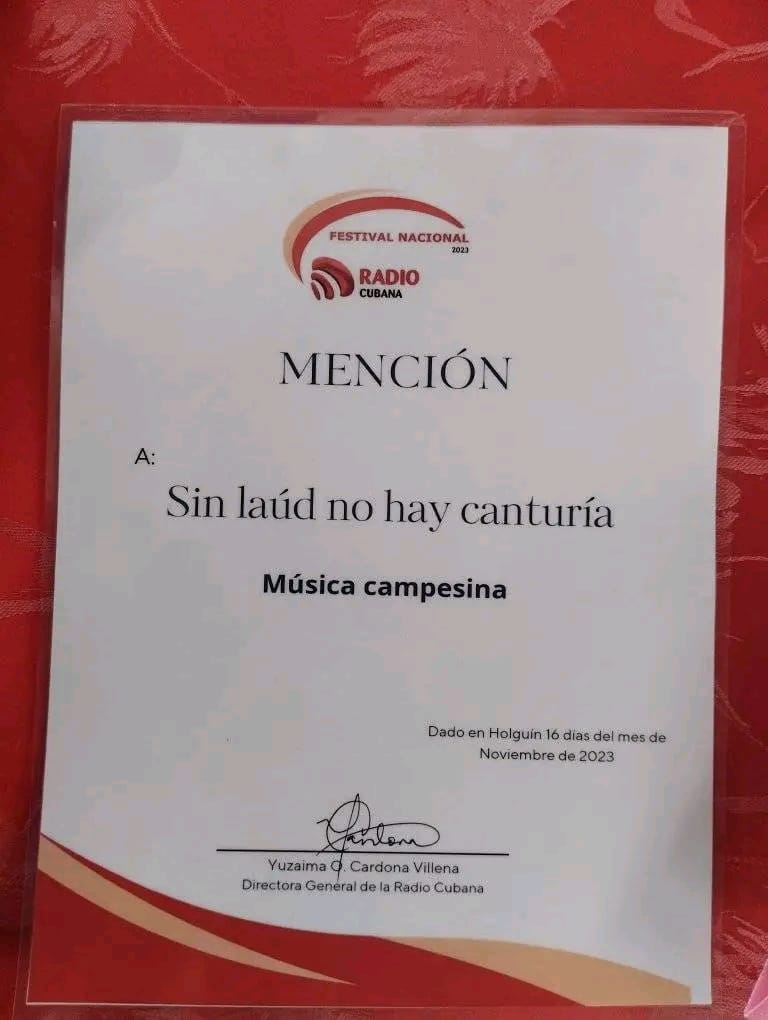 FESTIVAL NACIONAL
2023
RADIO
CUBANA
MENCIÓN
A:
Sin laúd no hay canturía
Música campesina
Dado en Holguín 16 días del mes de
Noviembre de 2023
Cardona
Yuzaima O. Cardona Villena
Directora General de la Radio Cubana